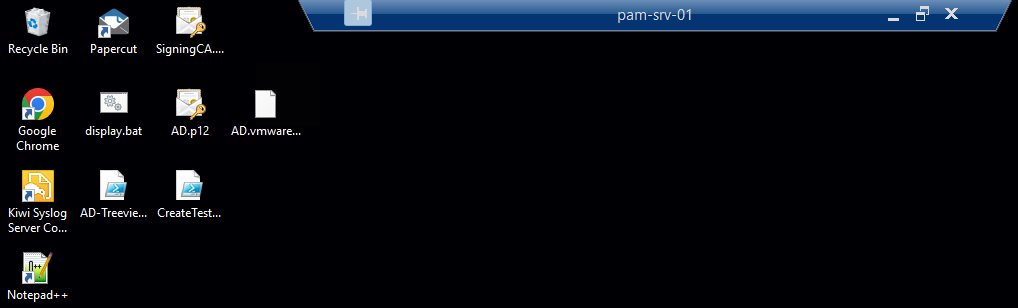 pam-srv-01
Recycle Bin
Papercut
SigningCA....
Google
Chrome
display.bat
AD.p12
AD.vmware...
Kiwi Syslog
Server Co...
AD-Treevie...
CreateTest...
Notepad++